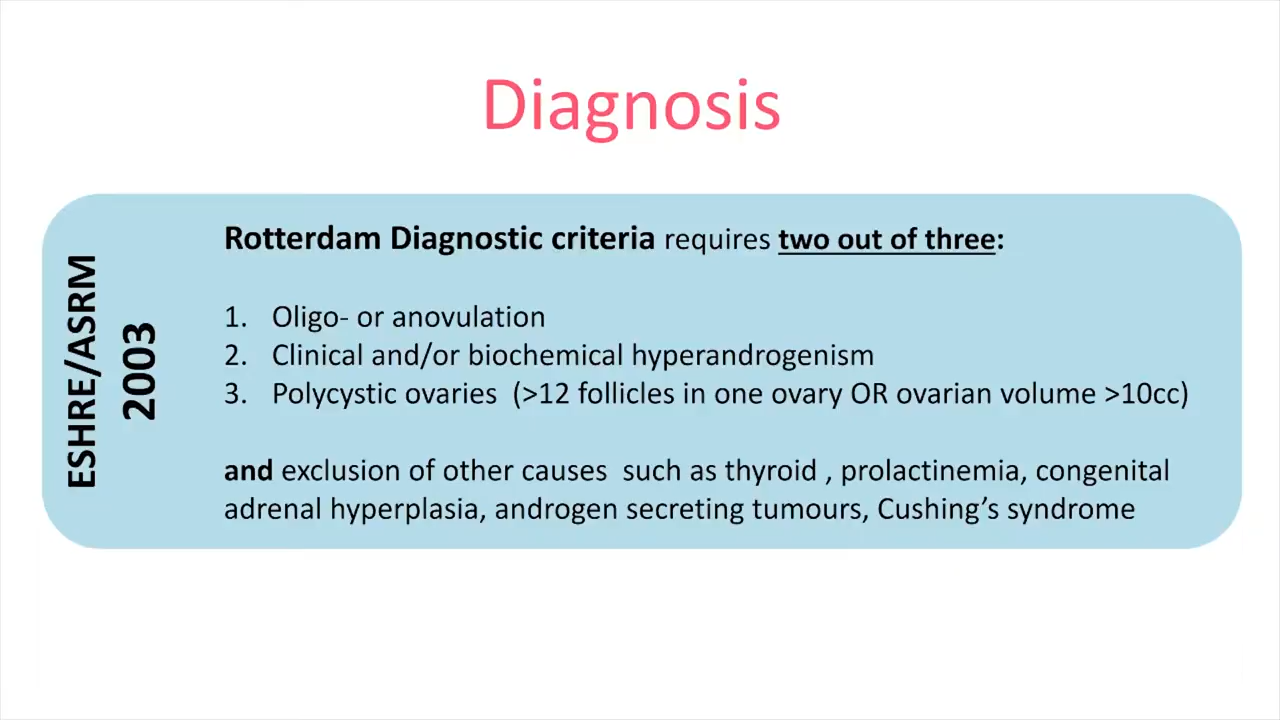 Diagnosis
ESHRE/ASRM
2003
Rotterdam Diagnostic criteria requires two out of three:
1. Oligo- or anovulation
2. Clinical and/or biochemical hyperandrogenism
3. Polycystic ovaries (>12 follicles in one ovary OR ovarian volume >10cc)
and exclusion of other causes such as thyroid , prolactinemia, congenital
adrenal hyperplasia, androgen secreting tumours, Cushing’s syndrome